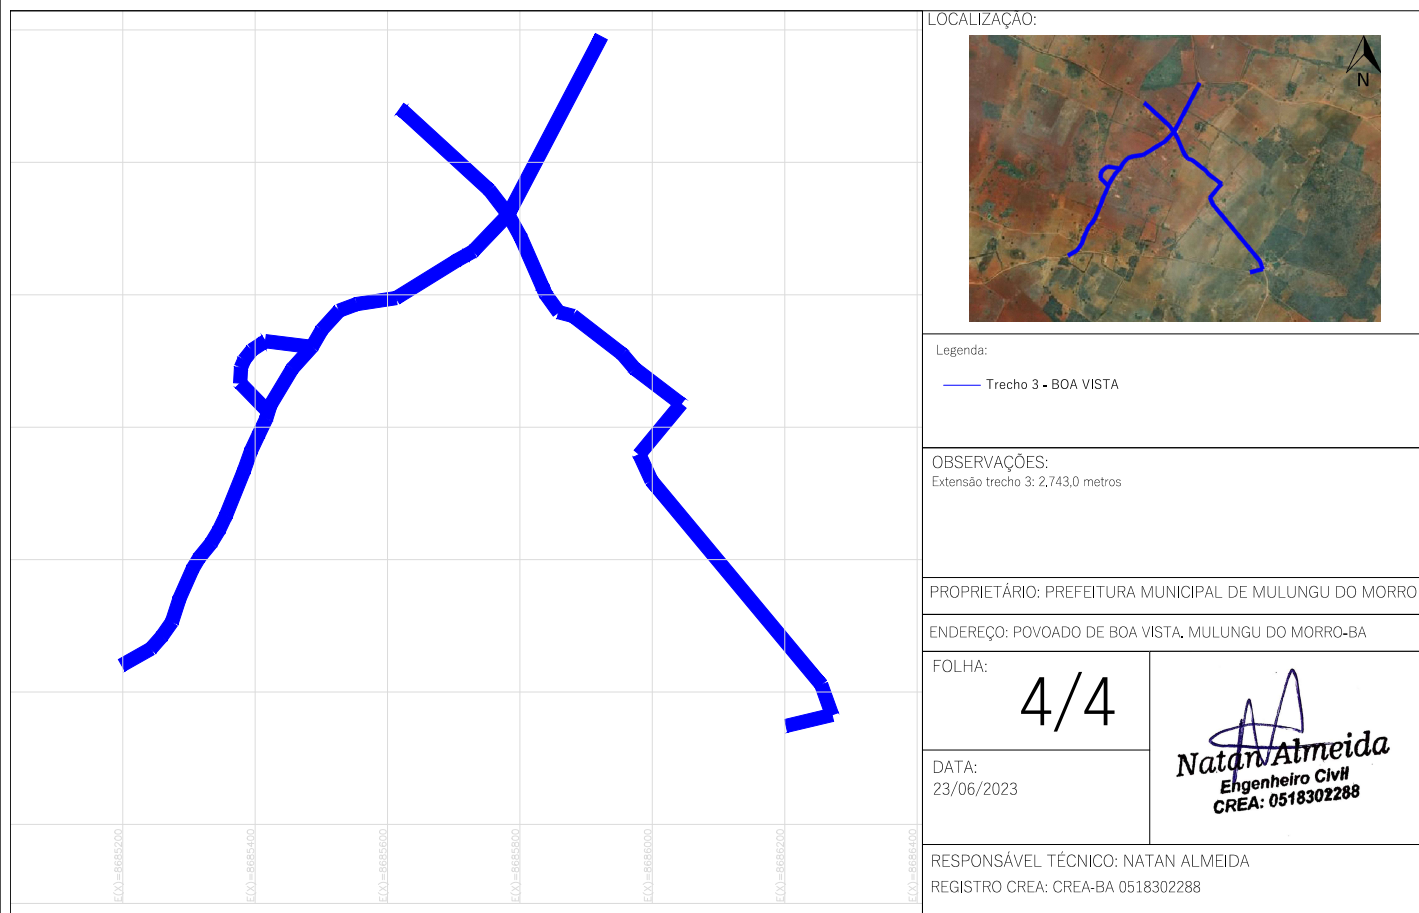 LOCALIZAÇÃO:
N
Legenda:
Trecho 3 - BOA VISTA
OBSERVAÇÕES:
Extensão trecho 3: 2.743,0 metros
PROPRIETÁRIO: PREFEITURA MUNICIPAL DE MULUNGU DO MORRO
ENDEREÇO: POVOADO DE BOA VISTA. MULUNGU DO MORRO-BA
FOLHA:
4/4
DATA:
23/06/2023
Natan Almeida
Engenheiro Civil
CREA: 0518302288
RESPONSÁVEL TÉCNICO: NATAN ALMEIDA
REGISTRO CREA: CREA-BA 0518302288
E(X)=8685200
E(X)=8685400
E(X)=8685600
E(X)=8685800
E(X)=8686000
E(X)=8686200
E(X)=8686400